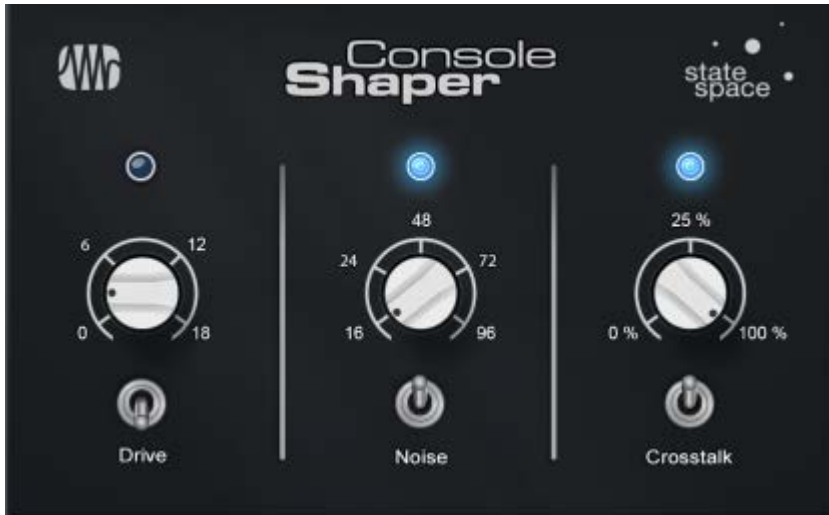 Console
Shaper
state
space
6
12
0
18
Drive
48
24
72
16
96
Noise
25 %
0 %
100 %
Crosstalk